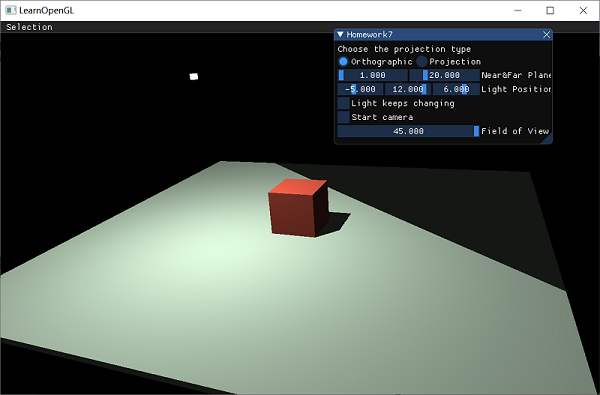 LearnOpenGL
Selection
Homework7
Choose the projection type
Orthographic Projection
1.000 20.000 Near&Far Plane
-5.000 12.000 6.000 Light Position
Light keeps changing
Start camera
45.000 Field of View